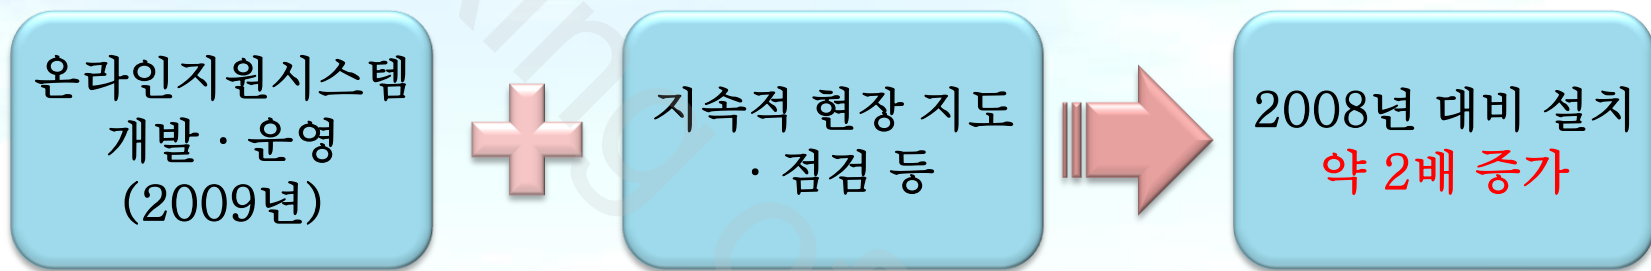 온라인지원시스템
개발 · 운영
(2009년)
지속적 현장 지도
· 점검 등
2008년 대비 설치
약 2배 증가